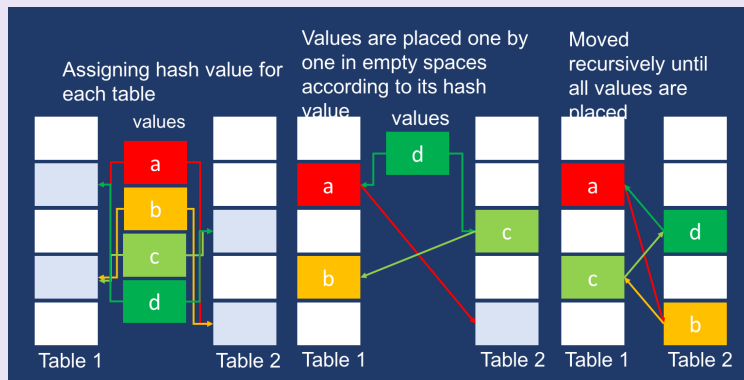 Assigning hash value for
each table
values
a
b
c
d
Table 1
Table 2
Values are placed one by
one in empty spaces
according to its hash
value
values
d
a
c
b
Table 1
Table 2
Moved
recursively until
all values are
placed
a
d
c
b
Table 1
Table 2